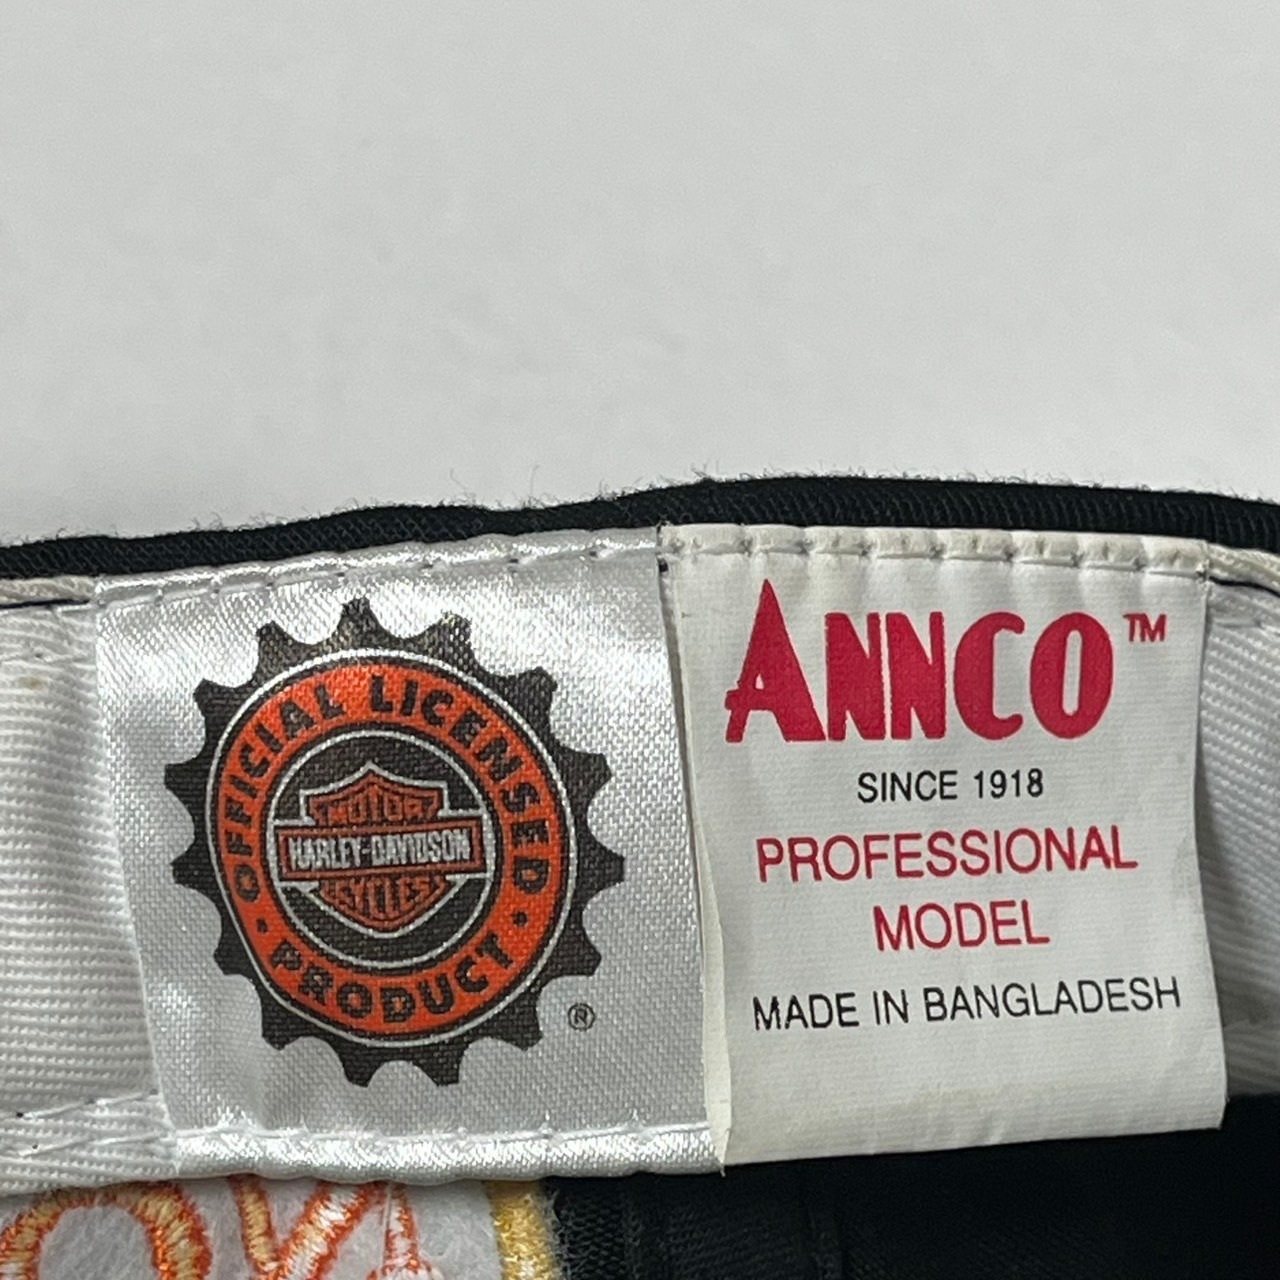 OFFICIAL LICENSED
MOTOR
HARLEY-DAVIDSON
CYCLES
• PRODUCT •
®
ANNCO™
SINCE 1918
PROFESSIONAL
MODEL
MADE IN BANGLADESH